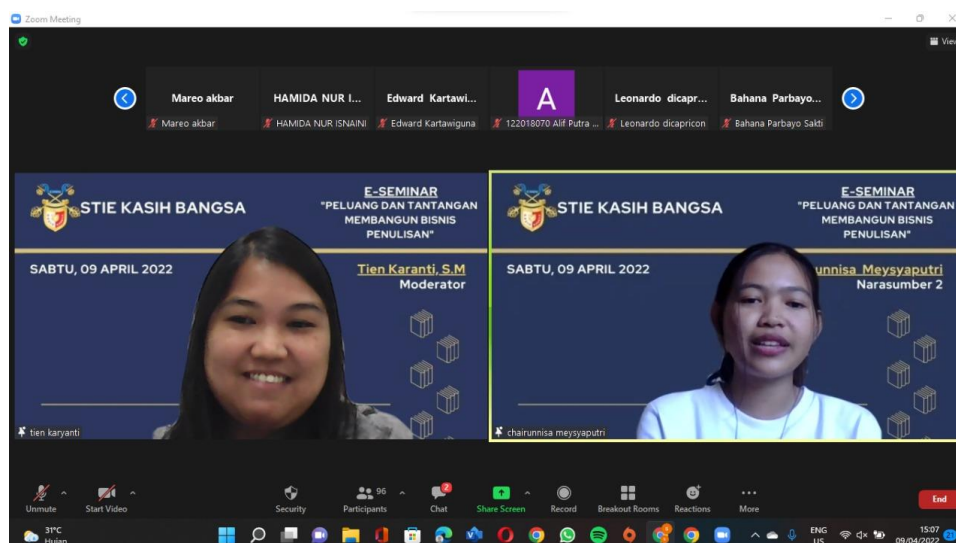 Zoom Meeting
View
Mareo akbar
HAMIDA NUR I...
Edward Kartawi...
A
Leonardo dicapr...
Bahana Parbayo...
Mareo akbar
HAMIDA NUR ISNAINI
Edward Kartawiguna
122018070 Alif Putra ...
Leonardo dicapricon
Bahana Parbayo Sakti
STIE KASIH BANGSA
E-SEMINAR
"PELUANG DAN TANTANGAN
MEMBANGUN BISNIS
PENULISAN"
SABTU, 09 APRIL 2022
Tien Karanti, S.M
Moderator
tien karyanti
STIE KASIH BANGSA
E-SEMINAR
"PELUANG DAN TANTANGAN
MEMBANGUN BISNIS
PENULISAN"
SABTU, 09 APRIL 2022
unnisa Meysyaputri
Narasumber 2
chairunnisa meysyaputri
Unmute
Start Video
Security
96
Participants
2
Chat
Share Screen
Record
Breakout Rooms
Reactions
More
End
31°C
Hujan
ENG
US
15:07
09/04/2022